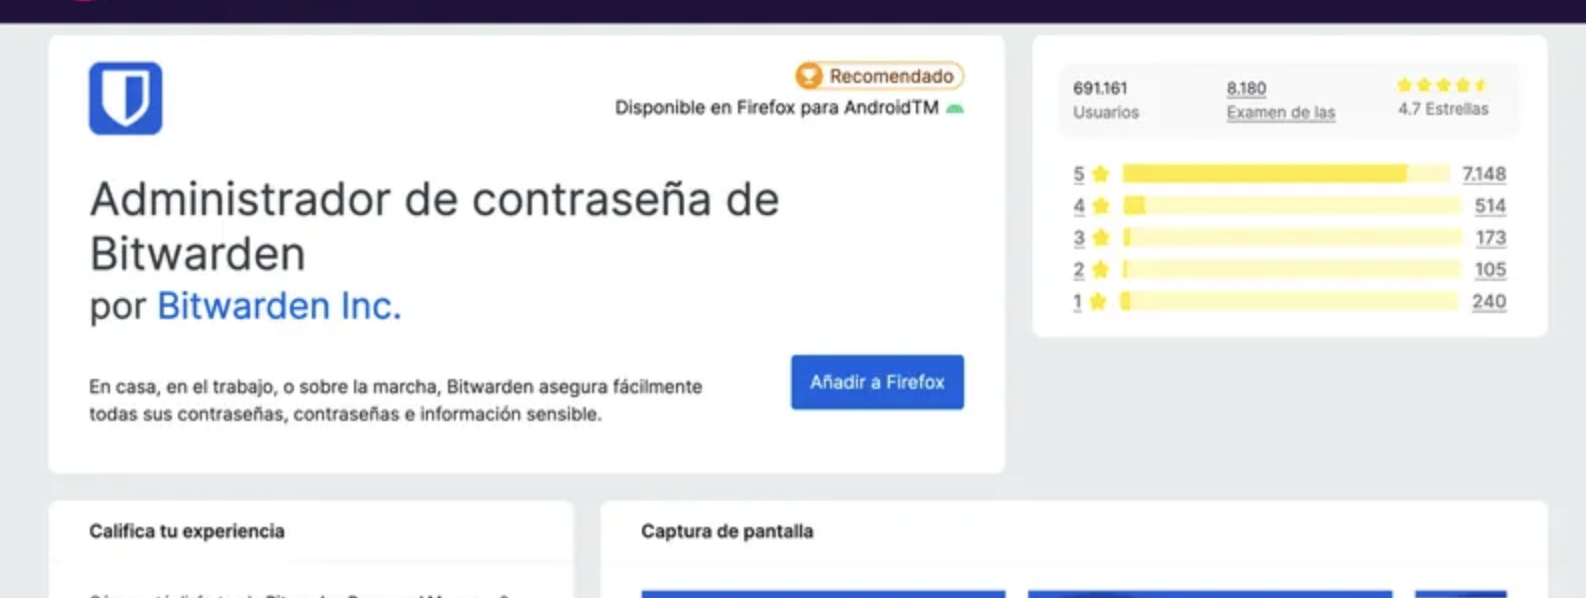 Recomendado
Disponible en Firefox para AndroidTM
Administrador de contraseña de
Bitwarden
por Bitwarden Inc.
En casa, en el trabajo, o sobre la marcha, Bitwarden asegura fácilmente
todas sus contraseñas, contraseñas e información sensible.
Añadir a Firefox
691.161
Usuarios
8.180
Examen de las
4.7 Estrellas
5 7.148
4 514
3 173
2 105
1 240
Califica tu experiencia
Captura de pantalla